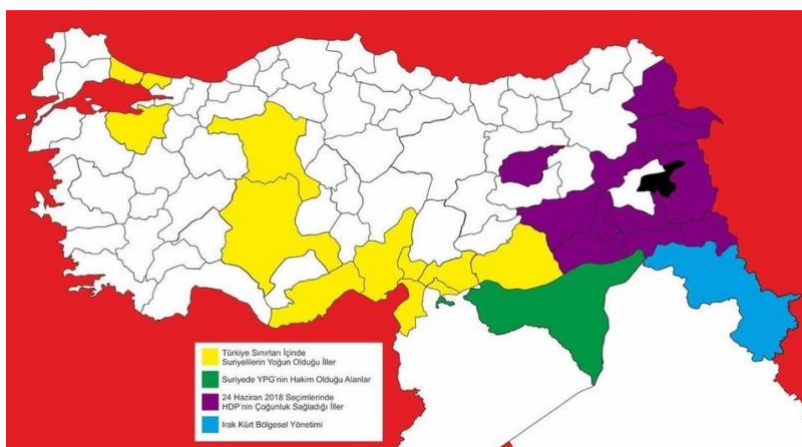 Türkiye Sınırları İçinde
Suriyelilerin Yoğun Olduğu İller
Suriyede YPG'nin Hakim Olduğu Alanlar
24 Haziran 2018 Seçimlerinde
HDP'nin Çoğunluk Sağladığı İller
Irak Kürt Bölgesel Yönetimi